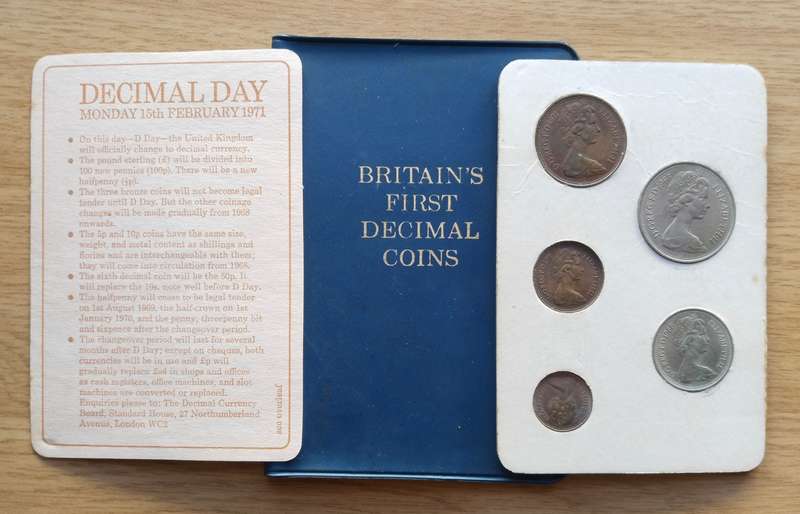 DECIMAL DAY
MONDAY 15th FEBRUARY 1971
• On this day—D Day—the United Kingdom
will officially change to decimal currency.
• The pound sterling (£) will be divided into
100 new pennies (100p). There will be a new
halfpenny (½p).
• The three bronze coins will not become legal
tender until D Day. But the other coinage
changes will be made gradually from 1968
onwards.
• The 5p and 10p coins have the same size,
weight, and metal content as shillings and
florins and are interchangeable with them;
they will come into circulation from 1968.
• The sixth decimal coin will be the 50p. It
will replace the 10s. note well before D Day.
• The halfpenny will cease to be legal tender
on 1st August 1969, the half-crown on 1st
January 1970, and the penny, threepenny bit
and sixpence after the changeover period.
• The changeover period will last for several
months after D Day; except on cheques, both
currencies will be in use and £p will
gradually replace £sd in shops and offices
as cash registers, office machines, and slot
machines are converted or replaced.
Enquiries please to: The Decimal Currency
Board, Standard House, 27 Northumberland
Avenue, London WC2
BRITAIN'S
FIRST
DECIMAL
COINS